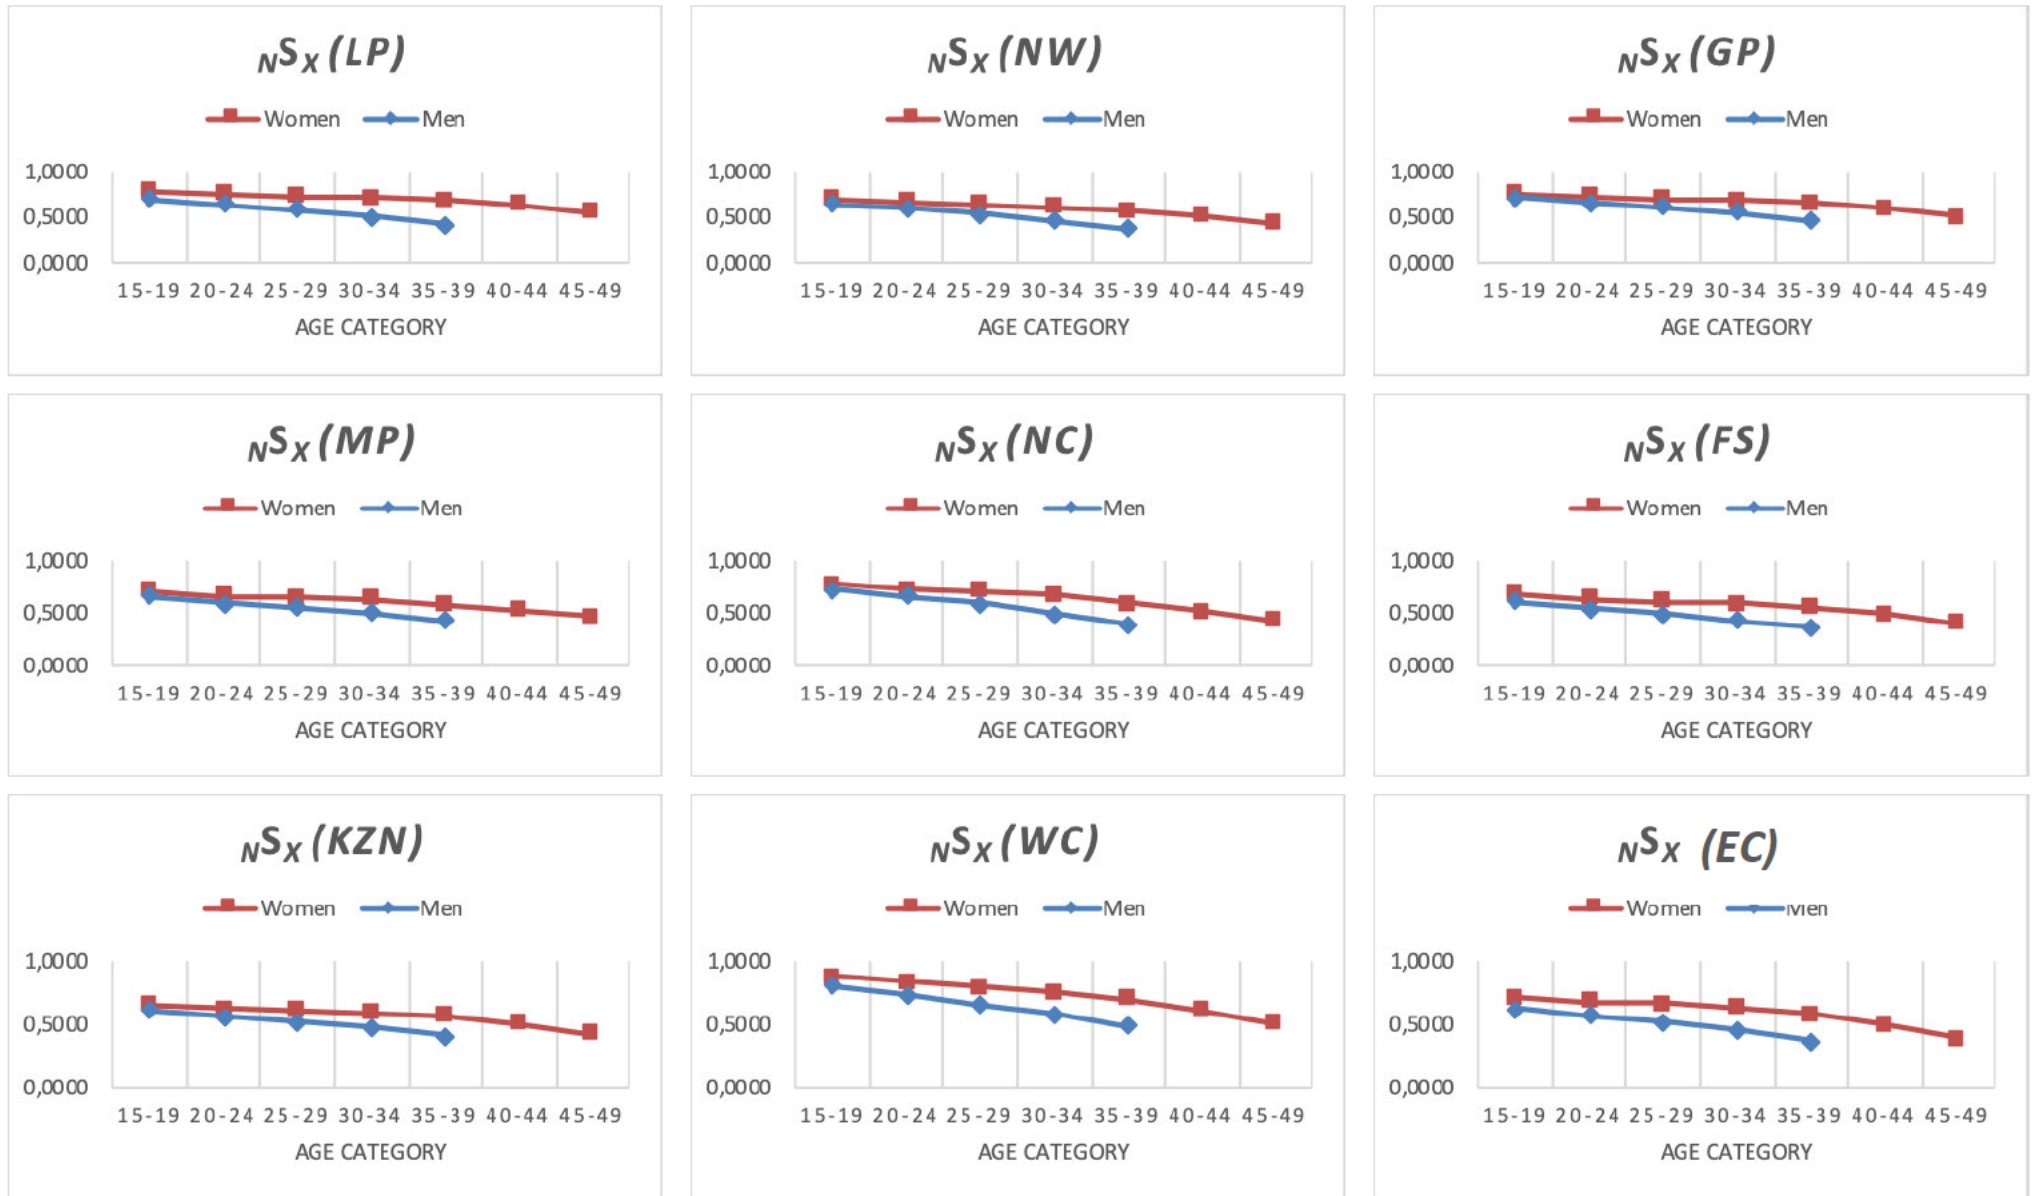 NSX (LP)
Women Men
1,0000
0,5000
0,0000
15-19 20-24 25-29 30-34 35-39 40-44 45-49
AGE CATEGORY
NSX (NW)
Women Men
1,0000
0,5000
0,0000
15-19 20-24 25-29 30-34 35-39 40-44 45-49
AGE CATEGORY
NSX (GP)
Women Men
1,0000
0,5000
0,0000
15-19 20-24 25-29 30-34 35-39 40-44 45-49
AGE CATEGORY
NSX (MP)
Women Men
1,0000
0,5000
0,0000
15-19 20-24 25-29 30-34 35-39 40-44 45-49
AGE CATEGORY
NSX (NC)
Women Men
1,0000
0,5000
0,0000
15-19 20-24 25-29 30-34 35-39 40-44 45-49
AGE CATEGORY
NSX (FS)
Women Men
1,0000
0,5000
0,0000
15-19 20-24 25-29 30-34 35-39 40-44 45-49
AGE CATEGORY
NSX (KZN)
Women Men
1,0000
0,5000
0,0000
15-19 20-24 25-29 30-34 35-39 40-44 45-49
AGE CATEGORY
NSX (WC)
Women Men
1,0000
0,5000
0,0000
15-19 20-24 25-29 30-34 35-39 40-44 45-49
AGE CATEGORY
NSX (EC)
Women Men
1,0000
0,5000
0,0000
15-19 20-24 25-29 30-34 35-39 40-44 45-49
AGE CATEGORY